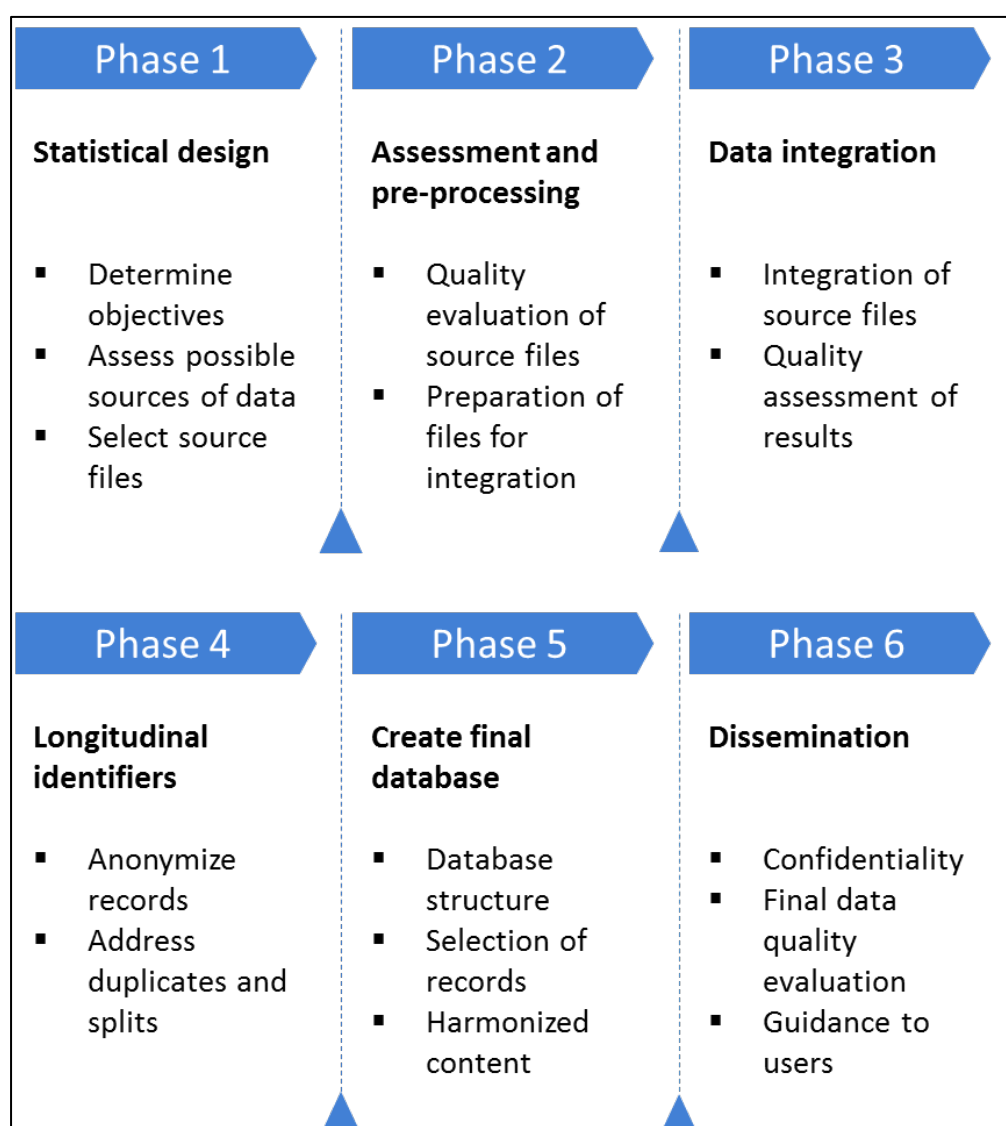 Phase 1
Statistical design
▪ Determine
objectives
▪ Assess possible
sources of data
▪ Select source
files
Phase 2
Assessment and
pre-processing
▪ Quality
evaluation of
source files
▪ Preparation of
files for
integration
Phase 3
Data integration
▪ Integration of
source files
▪ Quality
assessment of
results
Phase 4
Longitudinal
identifiers
▪ Anonymize
records
▪ Address
duplicates and
splits
Phase 5
Create final
database
▪ Database
structure
▪ Selection of
records
▪ Harmonized
content
Phase 6
Dissemination
▪ Confidentiality
▪ Final data
quality
evaluation
▪ Guidance to
users